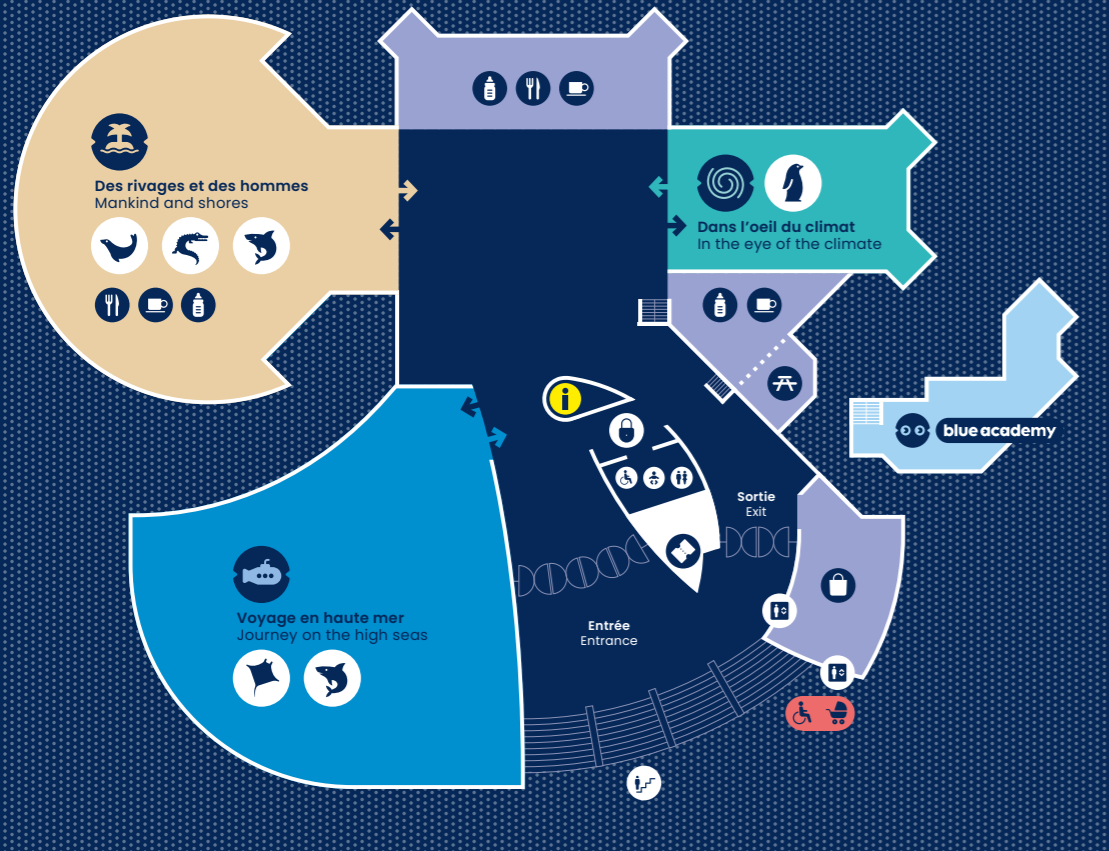 Des rivages et des hommes
Mankind and shores
Dans l'oeil du climat
In the eye of the climate
i
blue academy
Sortie
Exit
Entrée
Entrance
Voyage en haute mer
Journey on the high seas